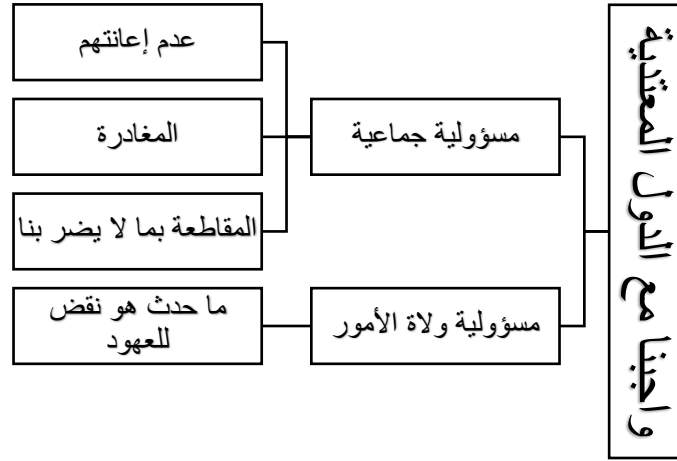 واجبنا مع الدول المعتدية
مسؤولية جماعية
عدم إعانتهم
المغادرة
المقاطعة بما لا يضر بنا
مسؤولية ولاة الأمور
ما حدث هو نقض
للعهود